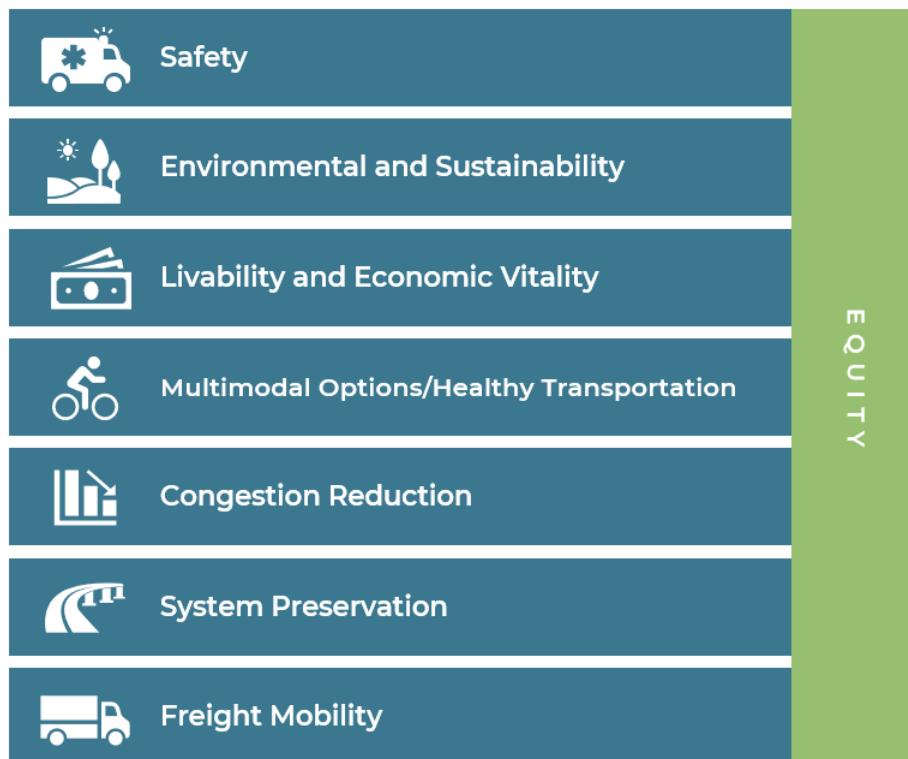 Safety
Environmental and Sustainability
Livability and Economic Vitality
Multimodal Options/Healthy Transportation
Congestion Reduction
System Preservation
Freight Mobility
EQUITY